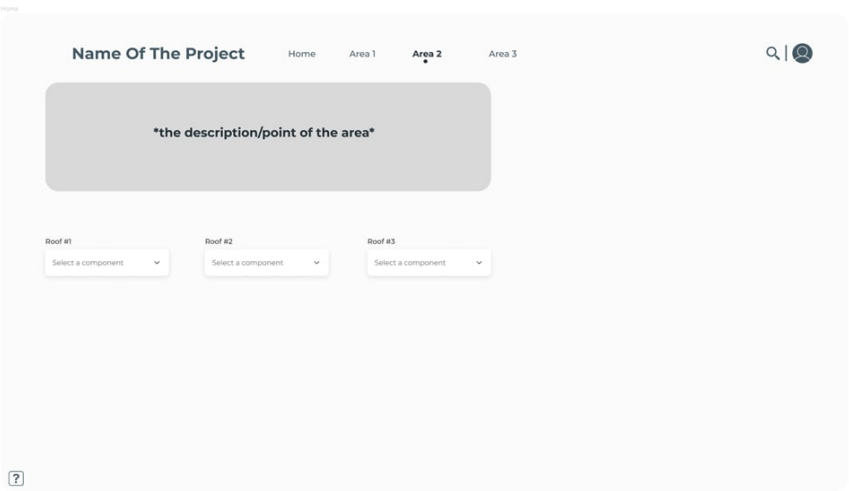 Home
Name Of The Project
Home Area 1 Area 2 Area 3
*the description/point of the area*
Roof #1 Roof #2 Roof #3
Select a component Select a component Select a component
?